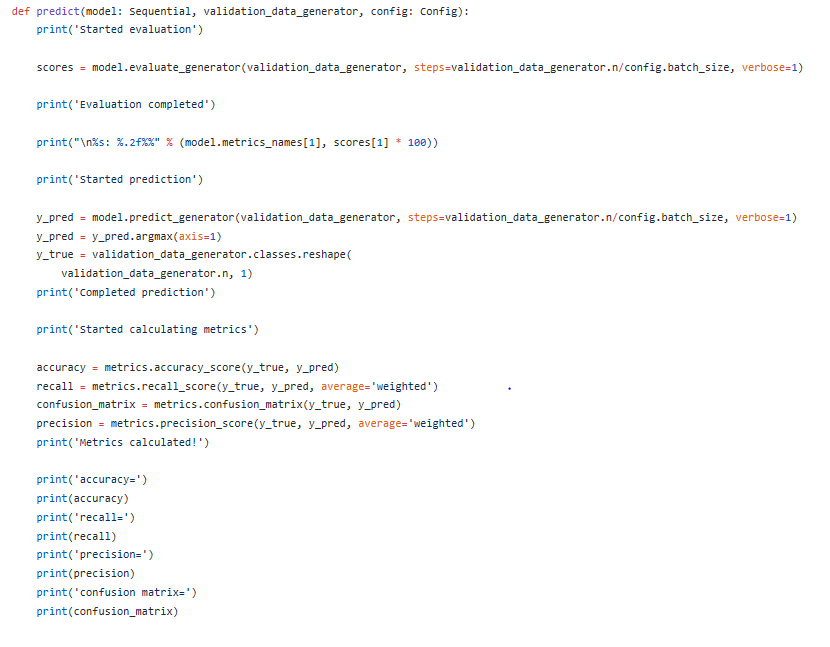 def predict(model: Sequential, validation_data_generator, config: Config):
    print('Started evaluation')

    scores = model.evaluate_generator(validation_data_generator, steps=validation_data_generator.n/config.batch_size, verbose=1)

    print('Evaluation completed')

    print("\n%s: %.2f%%" % (model.metrics_names[1], scores[1] * 100))

    print('Started prediction')

    y_pred = model.predict_generator(validation_data_generator, steps=validation_data_generator.n/config.batch_size, verbose=1)
    y_pred = y_pred.argmax(axis=1)
    y_true = validation_data_generator.classes.reshape(
        validation_data_generator.n, 1)
    print('Completed prediction')

    print('Started calculating metrics')

    accuracy = metrics.accuracy_score(y_true, y_pred)
    recall = metrics.recall_score(y_true, y_pred, average='weighted')
    confusion_matrix = metrics.confusion_matrix(y_true, y_pred)
    precision = metrics.precision_score(y_true, y_pred, average='weighted')
    print('Metrics calculated!')

    print('accuracy=')
    print(accuracy)
    print('recall=')
    print(recall)
    print('precision=')
    print(precision)
    print('confusion matrix=')
    print(confusion_matrix)